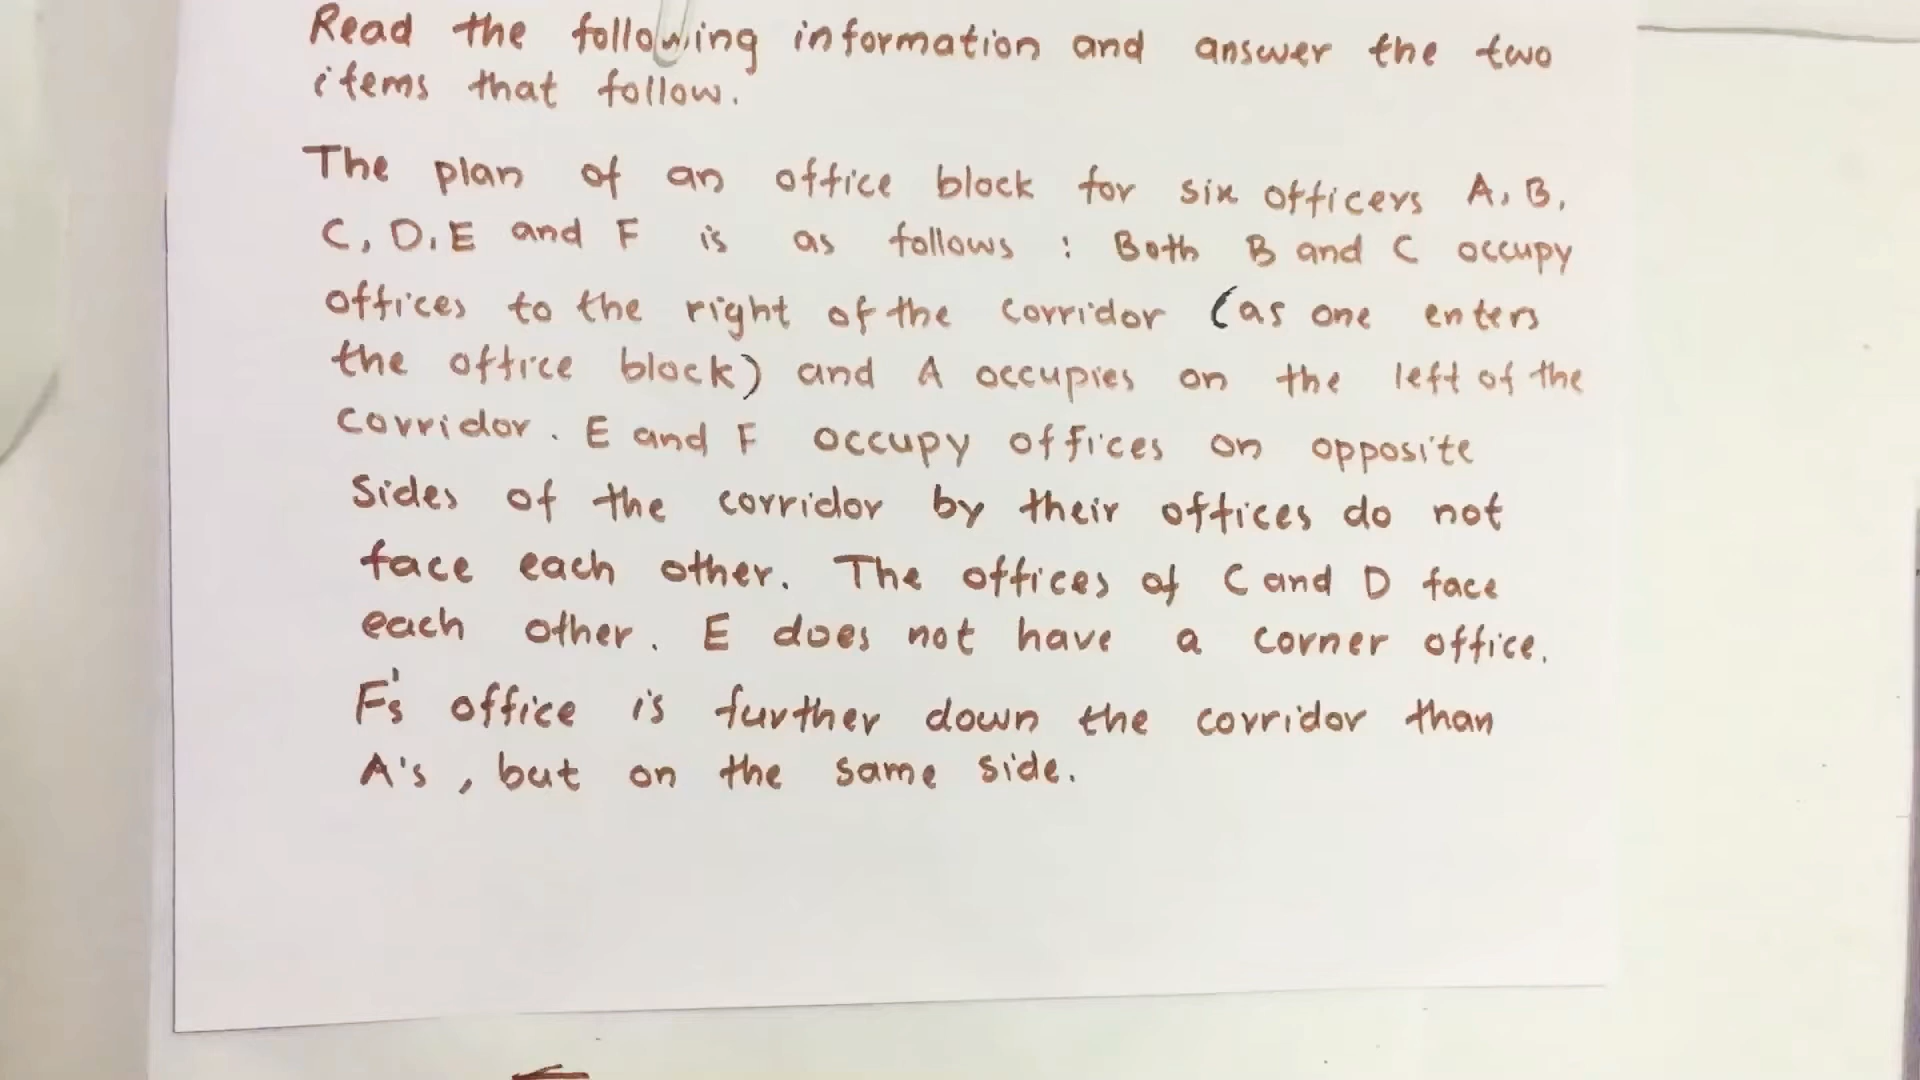 Read the following information and answer the two
items that follow.
The plan of an office block for six officers A, B,
C, D, E and F is as follows : Both B and C occupy
offices to the right of the corridor (as one enters
the office block) and A occupies on the left of the
corridor. E and F occupy offices on opposite
sides of the corridor by their offices do not
face each other. The offices of C and D face
each other. E does not have a corner office.
F's office is further down the corridor than
A's, but on the same side.